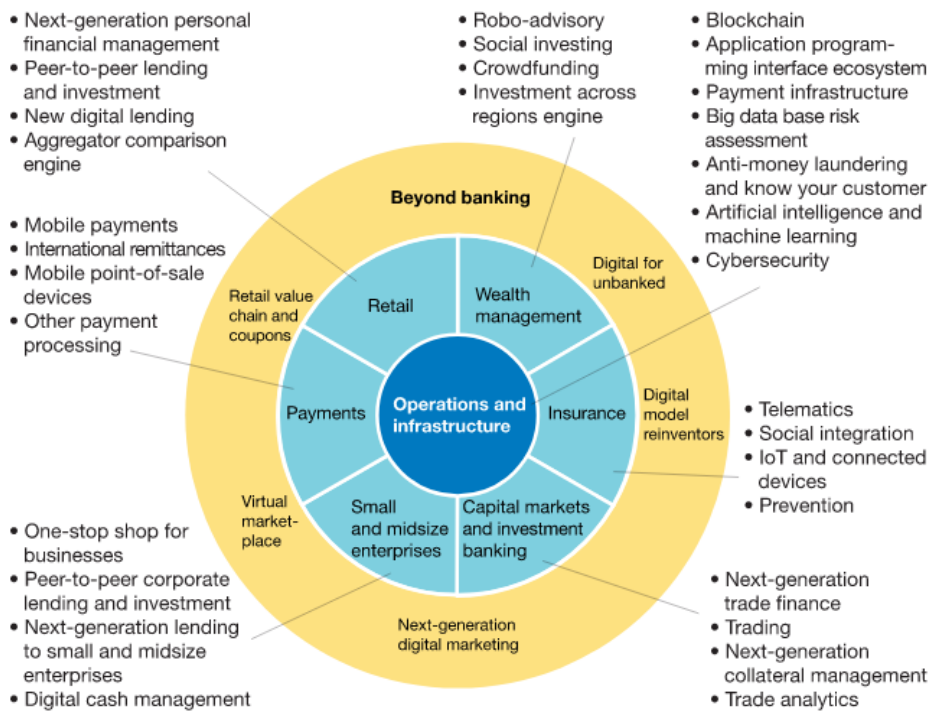 • Next-generation personal
financial management
• Peer-to-peer lending
and investment
• New digital lending
• Aggregator comparison
engine
• Robo-advisory
• Social investing
• Crowdfunding
• Investment across
regions engine
• Blockchain
• Application program-
ming interface ecosystem
• Payment infrastructure
• Big data base risk
assessment
• Anti-money laundering
and know your customer
• Artificial intelligence and
machine learning
• Cybersecurity
• Mobile payments
• International remittances
• Mobile point-of-sale
devices
• Other payment
processing
Beyond banking
Retail value
chain and
coupons
Retail
Wealth
management
Digital for
unbanked
Payments
Operations and
infrastructure
Insurance
Digital
model
reinventors
• Telematics
• Social integration
• IoT and connected
devices
• Prevention
Virtual
market-
place
Small
and midsize
enterprises
Capital markets
and investment
banking
Next-generation
digital marketing
• One-stop shop for
businesses
• Peer-to-peer corporate
lending and investment
• Next-generation lending
to small and midsize
enterprises
• Digital cash management
• Next-generation
trade finance
• Trading
• Next-generation
collateral management
• Trade analytics